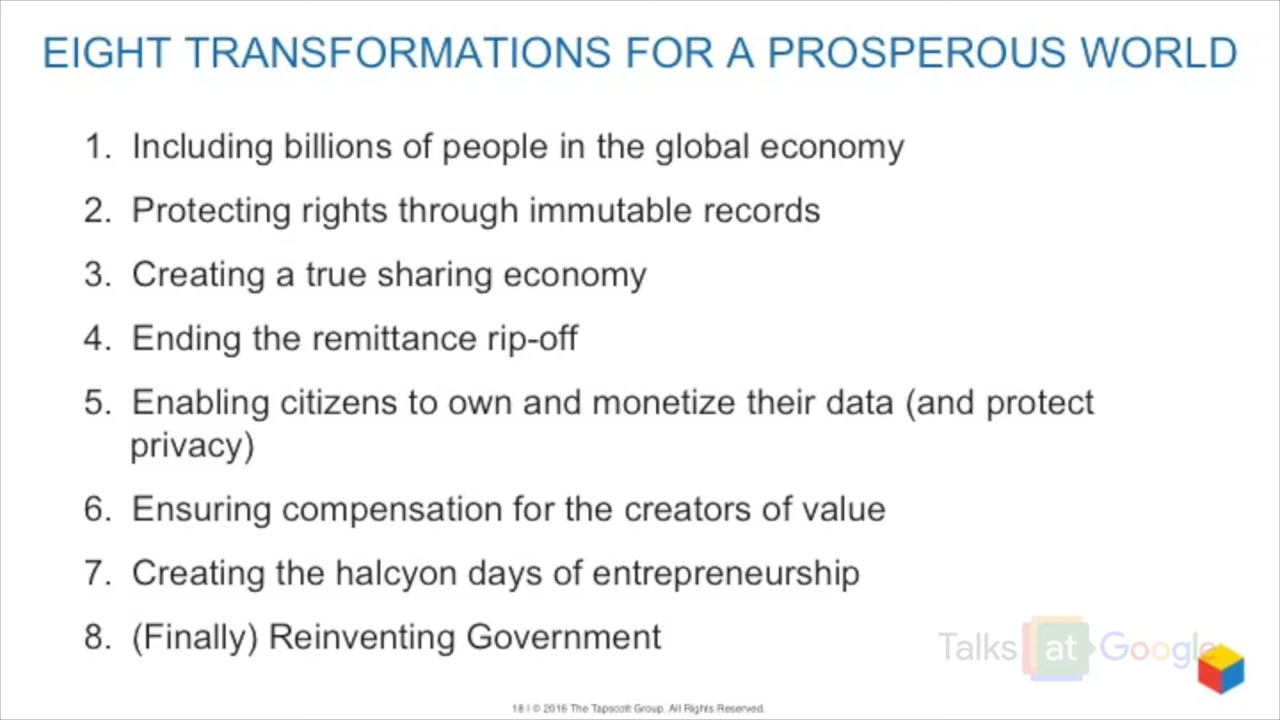 EIGHT TRANSFORMATIONS FOR A PROSPEROUS WORLD
1. Including billions of people in the global economy
2. Protecting rights through immutable records
3. Creating a true sharing economy
4. Ending the remittance rip-off
5. Enabling citizens to own and monetize their data (and protect
privacy)
6. Ensuring compensation for the creators of value
7. Creating the halcyon days of entrepreneurship
8. (Finally) Reinventing Government
Talks at Google
18 | © 2016 The Tapscott Group. All Rights Reserved.